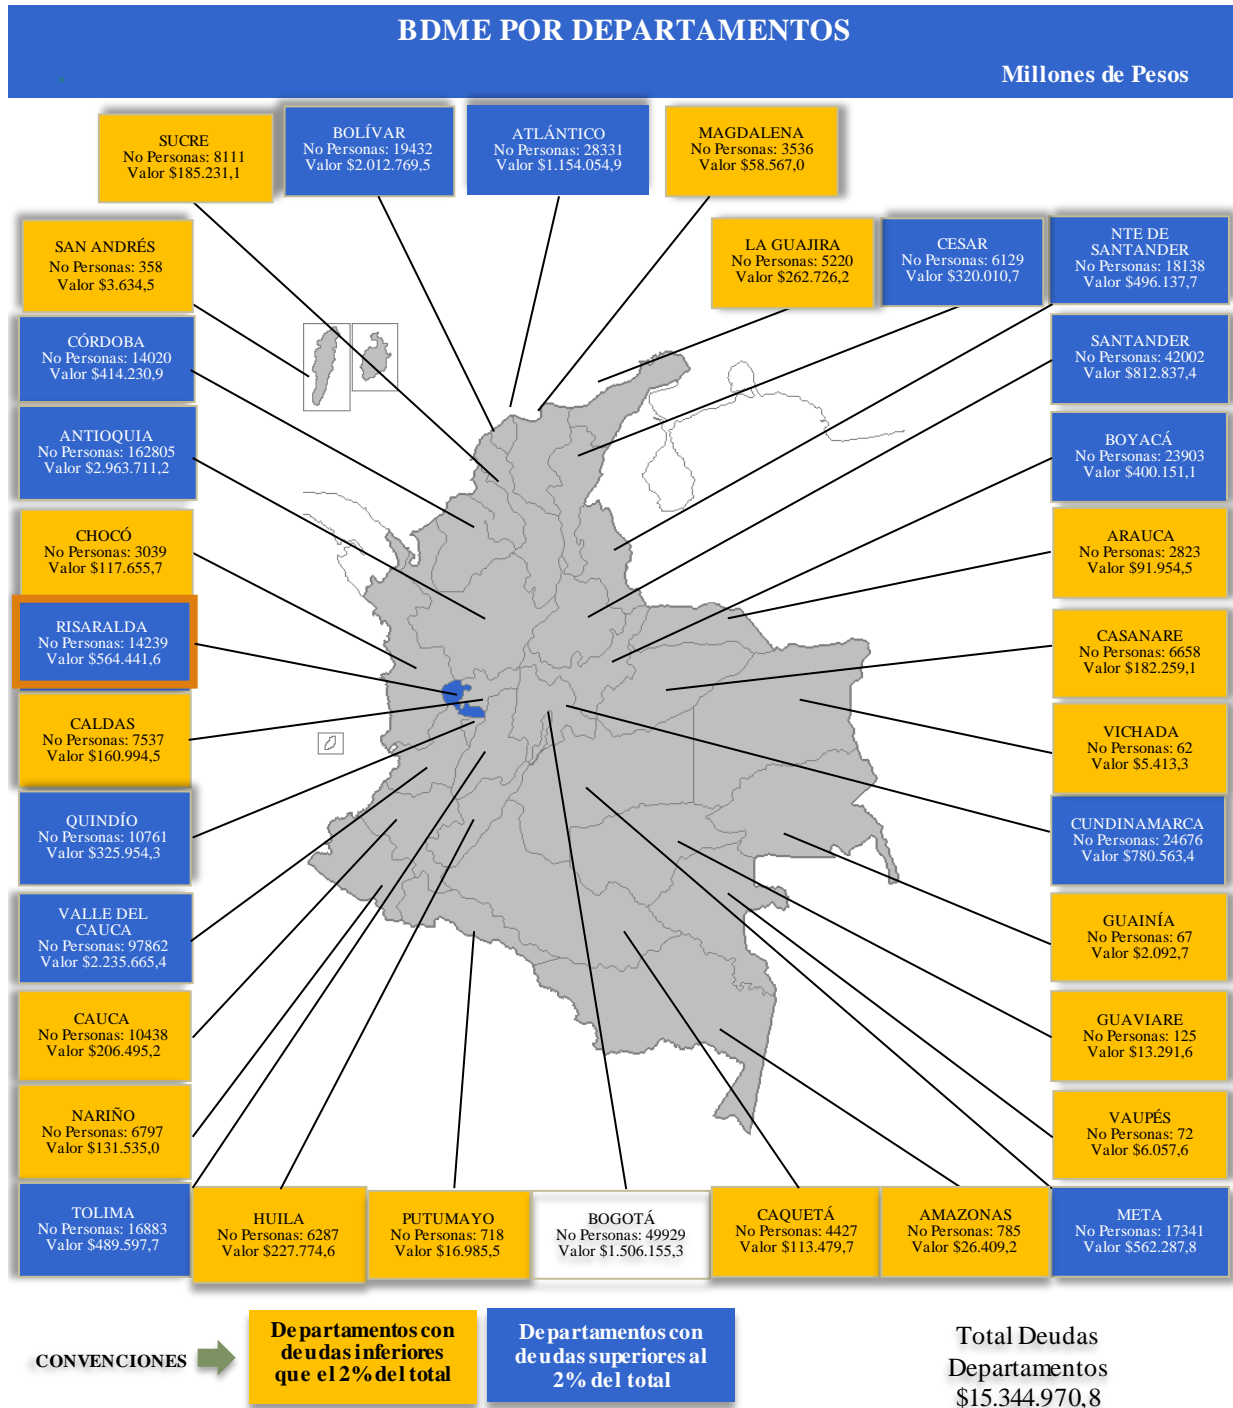 BDME POR DEPARTAMENTOS
Millones de Pesos
SUCRE
No Personas: 8111
Valor $185.231,1
BOLÍVAR
No Personas: 19432
Valor $2.012.769,5
ATLÁNTICO
No Personas: 28331
Valor $1.154.054,9
MAGDALENA
No Personas: 3536
Valor $58.567,0
SAN ANDRÉS
No Personas: 358
Valor $3.634,5
LA GUAJIRA
No Personas: 5220
Valor $262.726,2
CESAR
No Personas: 6129
Valor $320.010,7
NTE DE
SANTANDER
No Personas: 18138
Valor $496.137,7
CÓRDOBA
No Personas: 14020
Valor $414.230,9
SANTANDER
No Personas: 42002
Valor $812.837,4
ANTIOQUIA
No Personas: 162805
Valor $2.963.711,2
BOYACÁ
No Personas: 23903
Valor $400.151,1
CHOCÓ
No Personas: 3039
Valor $117.655,7
ARAUCA
No Personas: 2823
Valor $91.954,5
RISARALDA
No Personas: 14239
Valor $564.441,6
CASANARE
No Personas: 6658
Valor $182.259,1
CALDAS
No Personas: 7537
Valor $160.994,5
VICHADA
No Personas: 62
Valor $5.413,3
QUINDÍO
No Personas: 10761
Valor $325.954,3
CUNDINAMARCA
No Personas: 24676
Valor $780.563,4
VALLE DEL
CAUCA
No Personas: 97862
Valor $2.235.665,4
GUAINÍA
No Personas: 67
Valor $2.092,7
CAUCA
No Personas: 10438
Valor $206.495,2
GUAVIARE
No Personas: 125
Valor $13.291,6
NARIÑO
No Personas: 6797
Valor $131.535,0
VAUPÉS
No Personas: 72
Valor $6.057,6
TOLIMA
No Personas: 16883
Valor $489.597,7
HUILA
No Personas: 6287
Valor $227.774,6
PUTUMAYO
No Personas: 718
Valor $16.985,5
BOGOTÁ
No Personas: 49929
Valor $1.506.155,3
CAQUETÁ
No Personas: 4427
Valor $113.479,7
AMAZONAS
No Personas: 785
Valor $26.409,2
META
No Personas: 17341
Valor $562.287,8
CONVENCIONES
Departamentos con
deudas inferiores
que el 2% del total
Departamentos con
deudas superiores al
2% del total
Total Deudas
Departamentos
$15.344.970,8